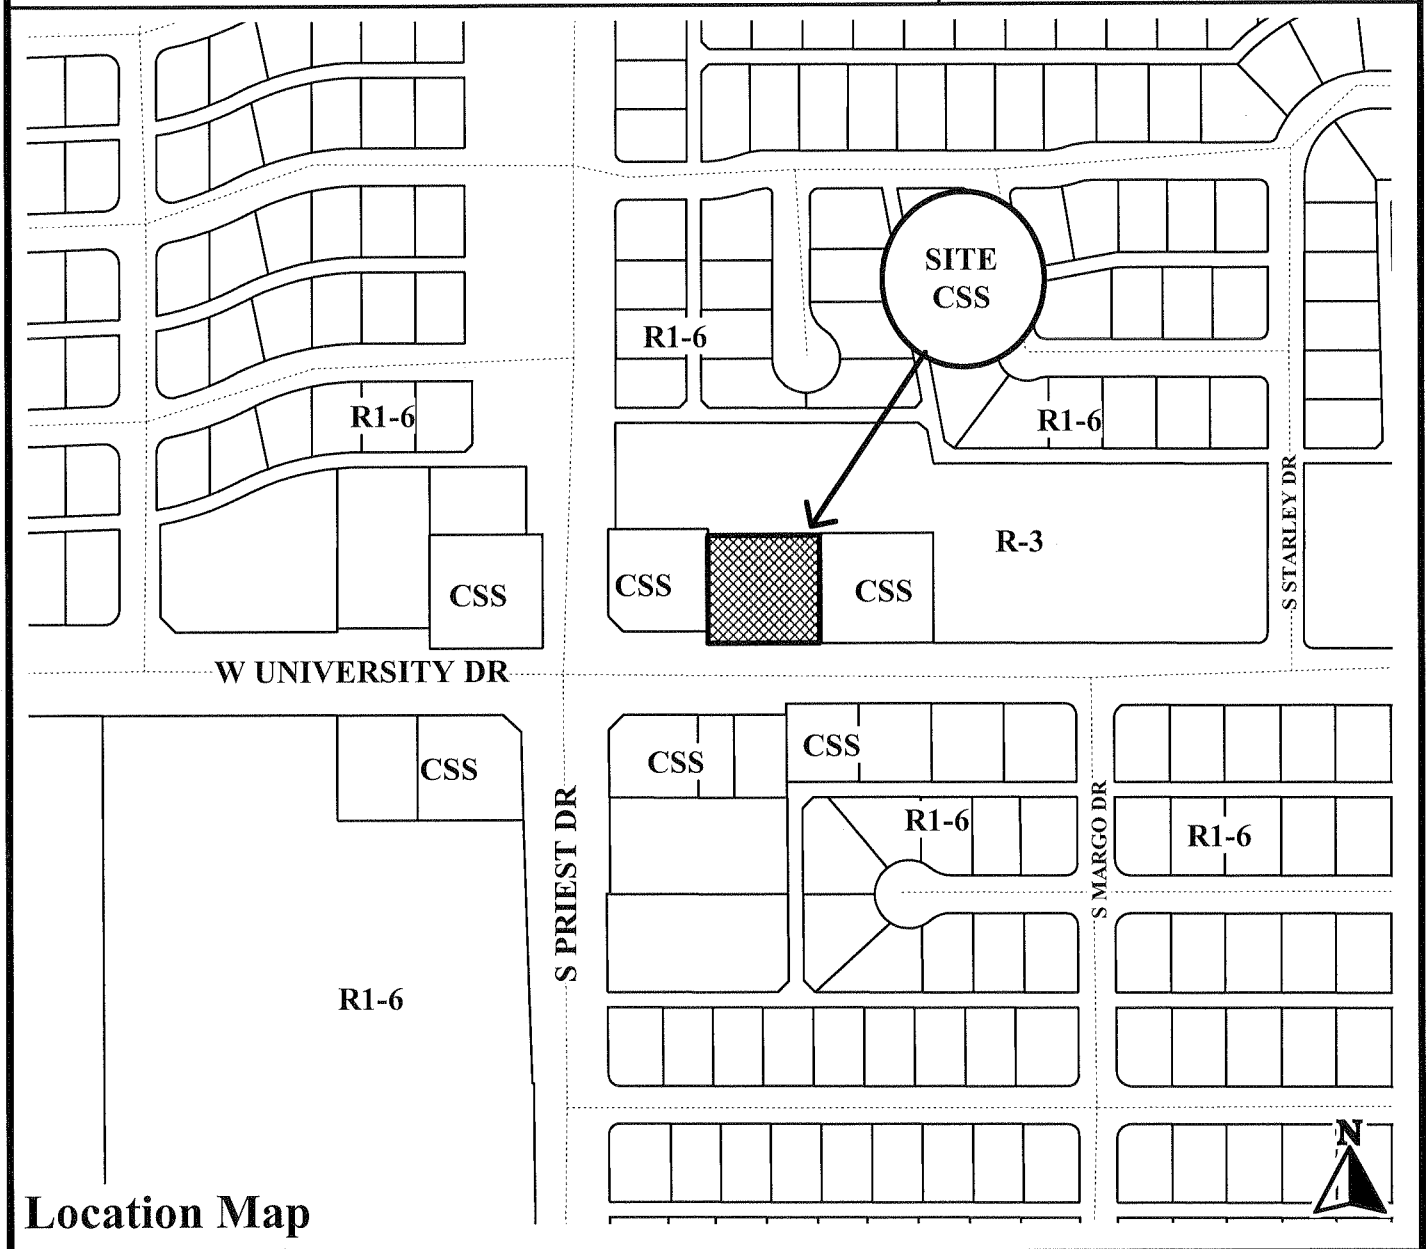 SITE
CSS
R1-6
R1-6
R1-6
R-3
S STARLEY DR
CSS
CSS
CSS
W UNIVERSITY DR
CSS
CSS
CSS
S PRIEST DR
R1-6
S MARGO DR
R1-6
R1-6
N
Location Map